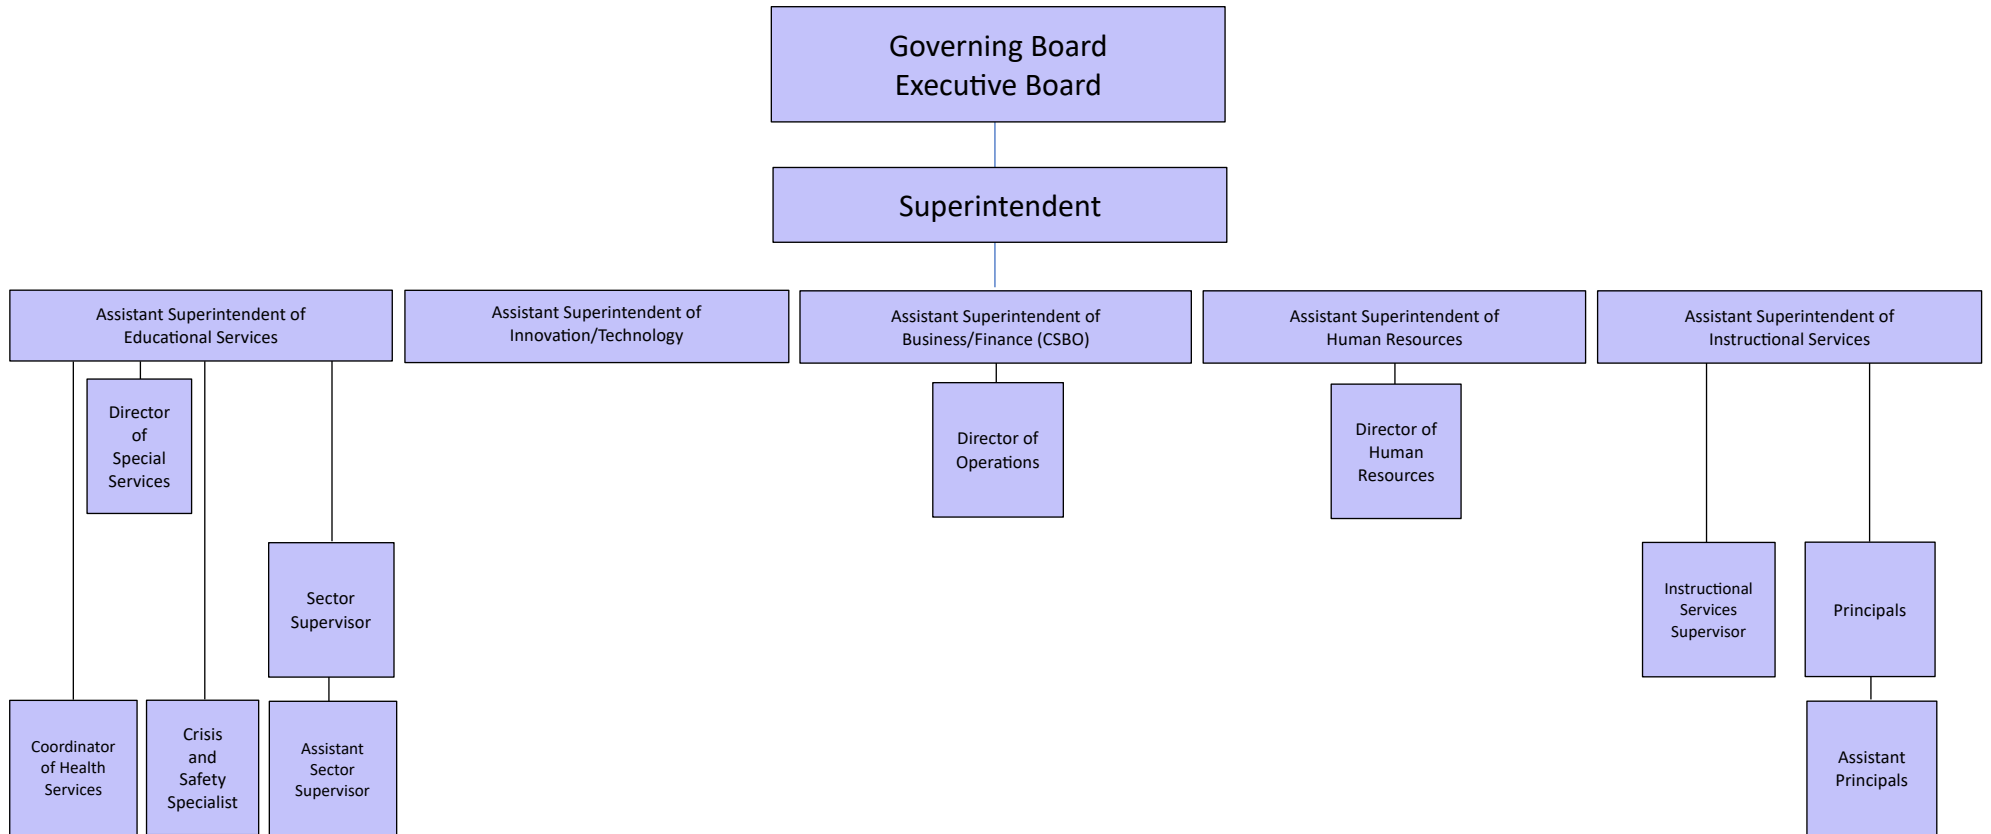 Governing Board
Executive Board
Superintendent
Assistant Superintendent of
Educational Services
Assistant Superintendent of
Innovation/Technology
Assistant Superintendent of
Business/Finance (CSBO)
Assistant Superintendent of
Human Resources
Assistant Superintendent of
Instructional Services
Director
of
Special
Services
Director of
Operations
Director of
Human
Resources
Sector
Supervisor
Instructional
Services
Supervisor
Principals
Coordinator
of Health
Services
Crisis
and
Safety
Specialist
Assistant
Sector
Supervisor
Assistant
Principals